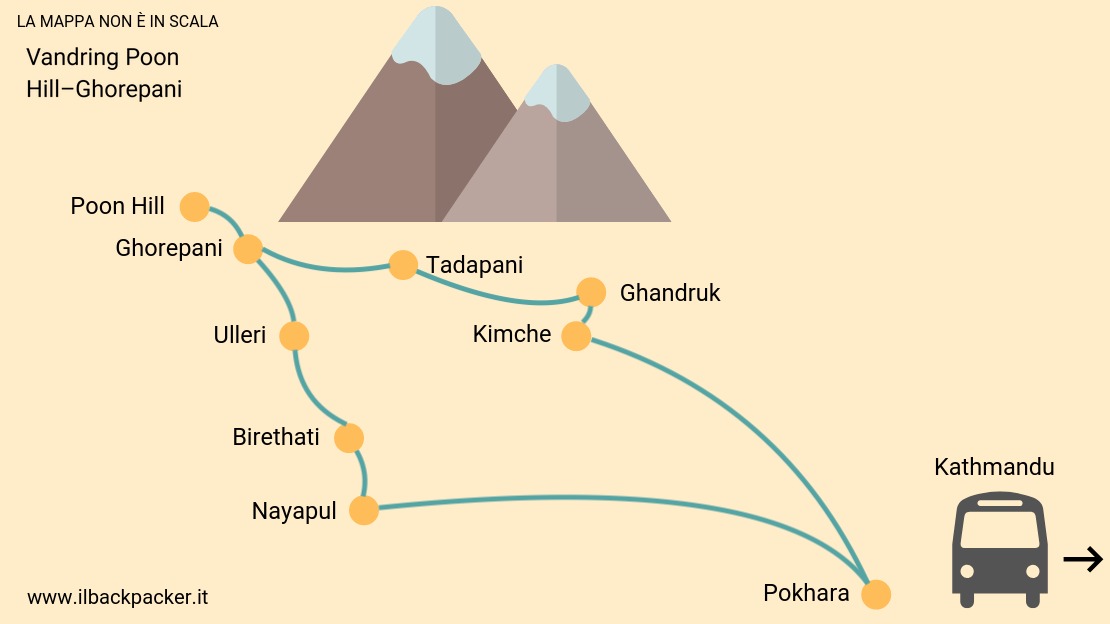 LA MAPPA NON È IN SCALA
Vandring Poon
Hill–Ghorepani
Poon Hill
Ghorepani
Tadapani
Ghandruk
Ulleri
Kimche
Birethati
Kathmandu
Nayapul
Pokhara
www.ilbackpacker.it